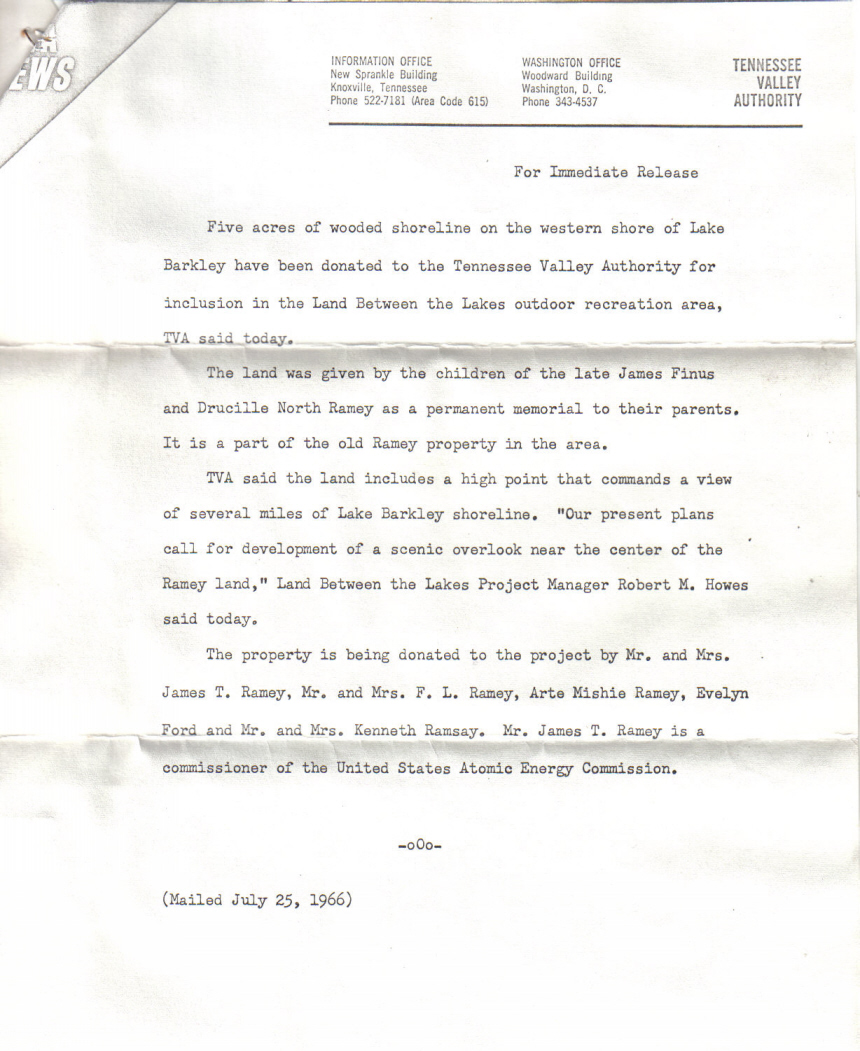 EWS
INFORMATION OFFICE
New Sprankle Building
Knoxville, Tennessee
Phone 522-7181 (Area Code 615)
WASHINGTON OFFICE
Woodward Building
Washington, D. C.
Phone 343-4537
TENNESSEE
VALLEY
AUTHORITY
For Immediate Release
Five acres of wooded shoreline on the western shore of Lake
Barkley have been donated to the Tennessee Valley Authority for
inclusion in the Land Between the Lakes outdoor recreation area,
TVA said today.
The land was given by the children of the late James Finus
and Drucille North Ramey as a permanent memorial to their parents.
It is a part of the old Ramey property in the area.
TVA said the land includes a high point that commands a view
of several miles of Lake Barkley shoreline. "Our present plans
call for development of a scenic overlook near the center of the
Ramey land," Land Between the Lakes Project Manager Robert M. Howes
said today.
The property is being donated to the project by Mr. and Mrs.
James T. Ramey, Mr. and Mrs. F. L. Ramey, Arte Mishie Ramey, Evelyn
Ford and Mr. and Mrs. Kenneth Ramsay. Mr. James T. Ramey is a
commissioner of the United States Atomic Energy Commission.
-oOo-
(Mailed July 25, 1966)